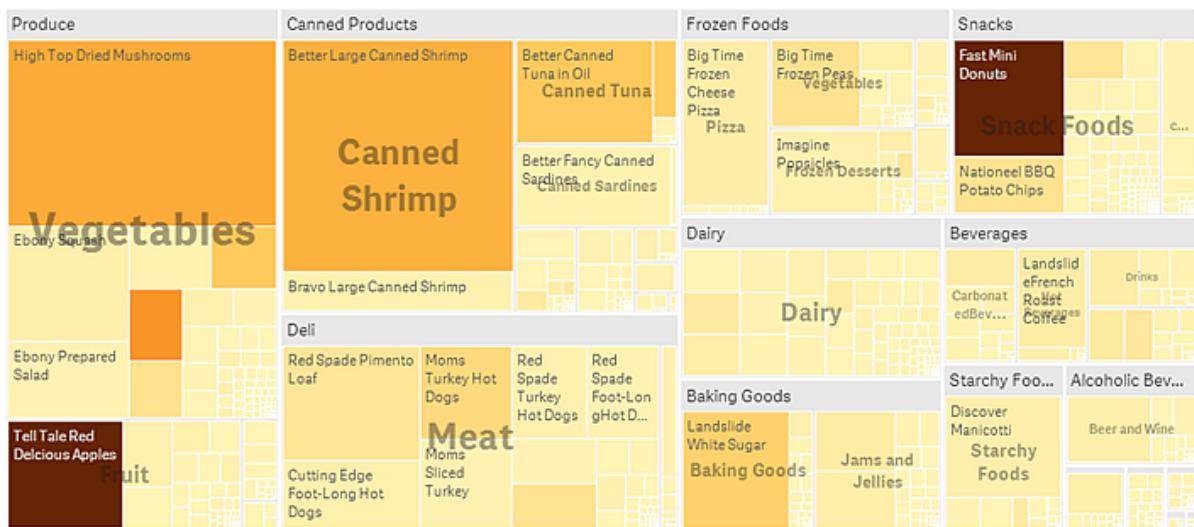 Produce
High Top Dried Mushrooms
Vegetables
Ebony Squash
Ebony Prepared
Salad
Tell Tale Red
Delcious Apples
Fruit
Canned Products
Better Large Canned Shrimp
Canned
Shrimp
Bravo Large Canned Shrimp
Better Canned
Tuna in Oil
Canned Tuna
Better Fancy Canned
Sardines
Canned Sardines
Deli
Red Spade Pimento
Loaf
Moms
Turkey Hot
Dogs
Red
Spade
Turkey
Hot Dogs
Red
Spade
Foot-Lon
gHot D...
Meat
Cutting Edge
Foot-Long Hot
Dogs
Moms
Sliced
Turkey
Frozen Foods
Big Time
Frozen
Cheese
Pizza
Pizza
Big Time
Frozen Peas
Vegetables
Imagine
Popsicles
Frozen Desserts
Snacks
Fast Mini
Donuts
Snack Foods
C...
Nationeel BBQ
Potato Chips
Dairy
Dairy
Beverages
Carbonat
edBev...
Landslid
eFrench
Roast
Coffee
Hot
Beverages
Drinks
Baking Goods
Landslide
White Sugar
Baking Goods
Jams and
Jellies
Starchy Foo...
Discover
Manicotti
Starchy
Foods
Alcoholic Bev...
Beer and Wine